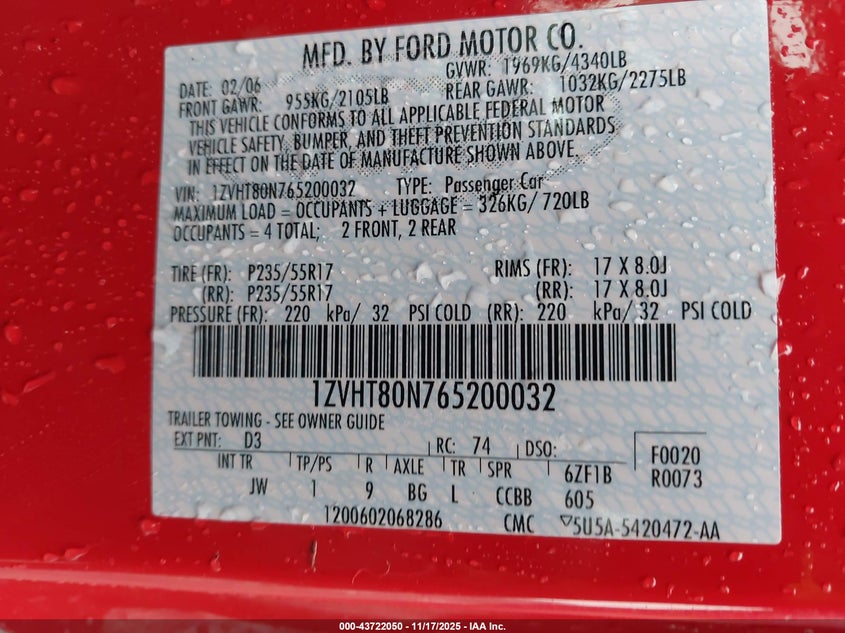 MFD. BY FORD MOTOR CO.
DATE: 02/06 GVWR: 1969KG/4340LB
FRONT GAWR: 955KG/2105LB REAR GAWR: 1032KG/2275LB
THIS VEHICLE CONFORMS TO ALL APPLICABLE FEDERAL MOTOR
VEHICLE SAFETY, BUMPER, AND THEFT PREVENTION STANDARDS
IN EFFECT ON THE DATE OF MANUFACTURE SHOWN ABOVE.
VIN: 1ZVHT80N765200032 TYPE: Passenger Car
MAXIMUM LOAD = OCCUPANTS + LUGGAGE = 326KG/ 720LB
OCCUPANTS = 4 TOTAL; 2 FRONT, 2 REAR
TIRE (FR): P235/55R17 RIMS (FR): 17 X 8.0J
(RR): P235/55R17 (RR): 17 X 8.0J
PRESSURE (FR): 220 kPa/ 32 PSI COLD (RR): 220 kPa/ 32 PSI COLD
1ZVHT80N765200032
TRAILER TOWING - SEE OWNER GUIDE
EXT PNT: D3 RC: 74 DSO: F0020
INT TR TP/PS R AXLE TR SPR 6ZF1B R0073
JW 1 9 BG L CCBB 605
1200602068286 CMC ▽5U5A-5420472-AA
000-43722050 - 11/17/2025 - IAA Inc.